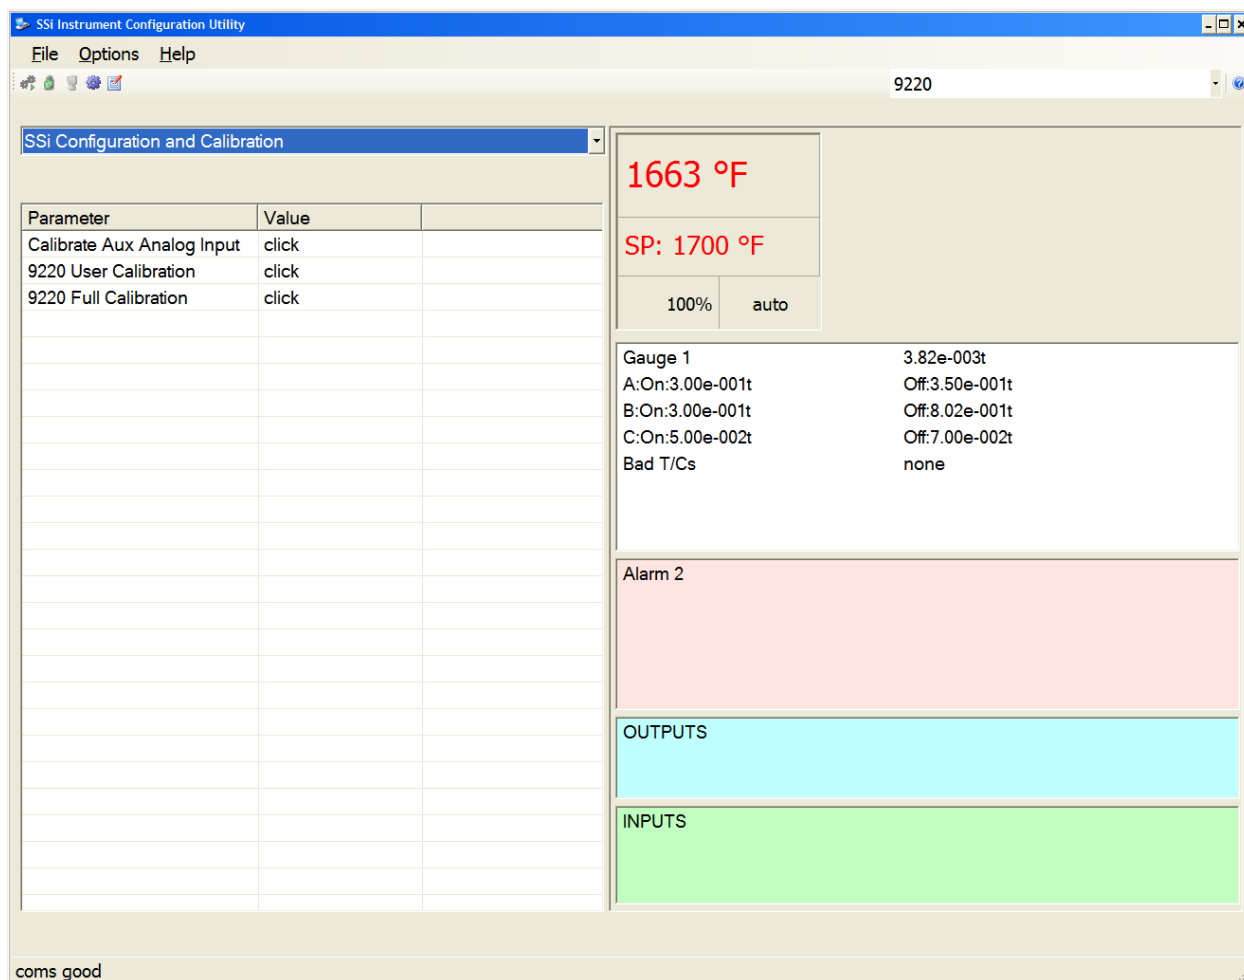 SSi Instrument Configuration Utility
File Options Help
9220
SSi Configuration and Calibration
Parameter Value
Calibrate Aux Analog Input click
9220 User Calibration click
9220 Full Calibration click
1663 °F
SP: 1700 °F
100% auto
Gauge 1 3.82e-003t
A:On:3.00e-001t Off:3.50e-001t
B:On:3.00e-001t Off:8.02e-001t
C:On:5.00e-002t Off:7.00e-002t
Bad T/Cs none
Alarm 2
OUTPUTS
INPUTS
coms good